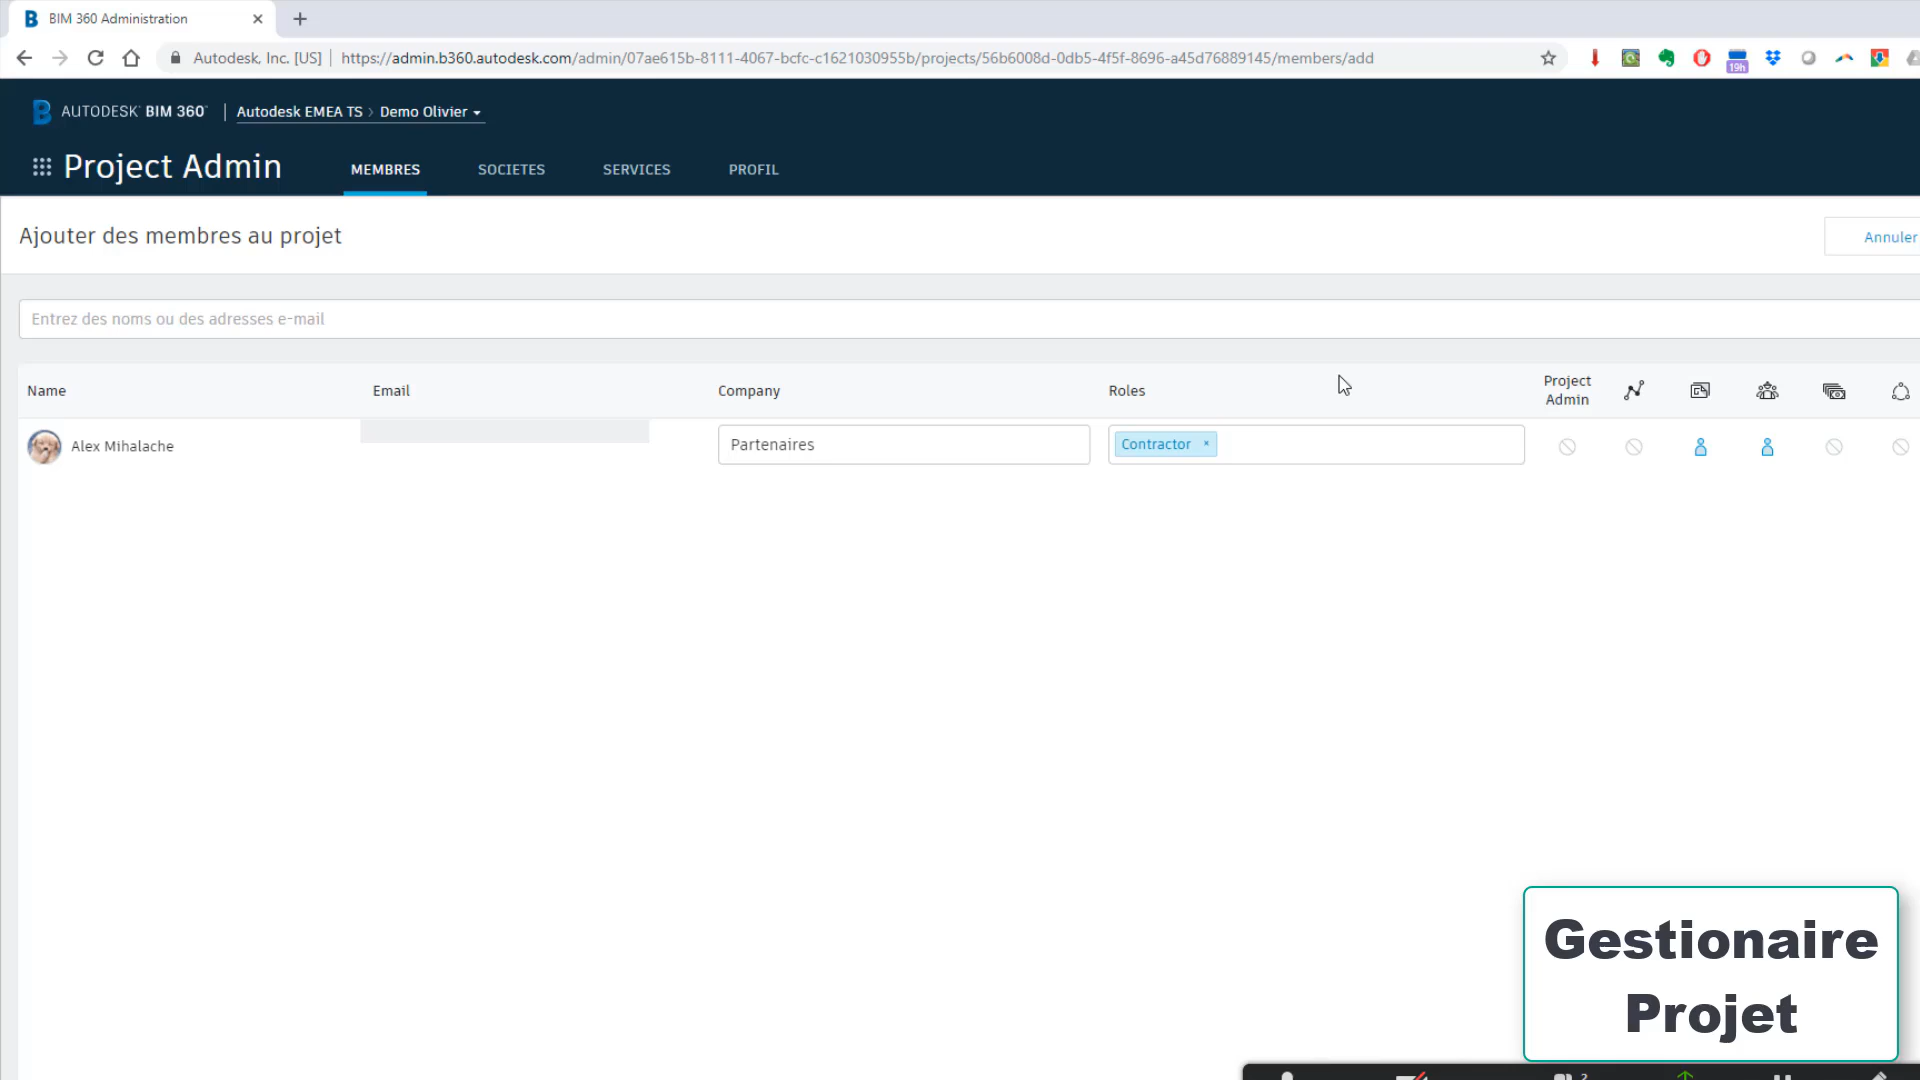 BIM 360 Administration
Autodesk, Inc. [US] https://admin.b360.autodesk.com/admin/07ae615b-8111-4067-bcfc-c1621030955b/projects/56b6008d-0db5-4f5f-8696-a45d76889145/members/add
19h
AUTODESK BIM 360 Autodesk EMEA TS > Demo Olivier
Project Admin MEMBRES SOCIETES SERVICES PROFIL
Ajouter des membres au projet Annuler
Entrez des noms ou des adresses e-mail
Name Email Company Roles Project Admin
Alex Mihalache Partenaires Contractor ×
Gestionaire
Projet
2